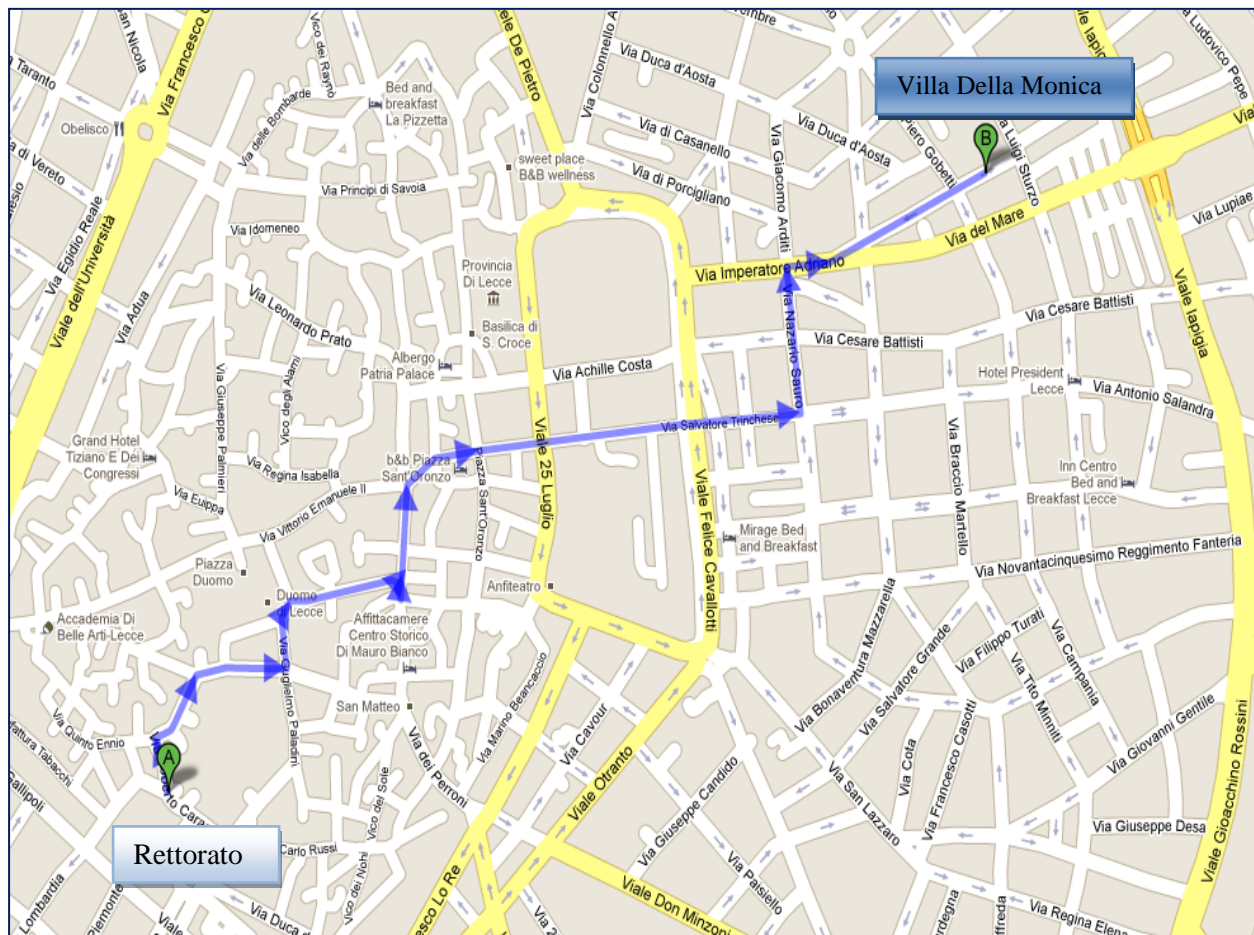 San Nicola
Via Francesco
Vico dei Raynò
ele De Pietro
Via Colonnello A
Novembre
Via Duca d'Aosta
Viale Iapigia
Via Ludovico Pepe
Villa Della Monica
Taranto
Obelisco
Via delle Bombarde
Bed and
breakfast
La Pizzetta
Via di Casanello
Via Giacomo Arditi
Via Duca d'Aosta
Piero Gobetti
Via Luigi Sturzo
B
ia di Vereto
Via Egidio Reale
sweet place
B&B wellness
Via Principi di Savoia
Via di Porcigliano
Via Lupiae
Via Idomeneo
Via del Mare
Viale dell'Università
Via Adua
Provincia
Di Lecce
Via Imperatore Adriano
Via Leonardo Prato
Basilica di
S. Croce
Via Nazario Sauro
Via Cesare Battisti
Via Cesare Battisti
Viale Iapigia
Albergo
Patria Palace
Via Achille Costa
Hotel President
Lecce
Via Antonio Salandra
Via Giuseppe Palmieri
Vico degli Alami
Via Salvatore Trinchese
Grand Hotel
Tiziano E Dei
Congressi
Via Regina Isabella
b&b Piazza
Sant'Oronzo
Piazza Sant'Oronzo
Viale 25 Luglio
Via Braccio Martello
Inn Centro
Bed and
Breakfast Lecce
Via Euippa
Via Vittorio Emanuele II
Viale Felice Cavallotti
Mirage Bed
and Breakfast
Via Novantacinquesimo Reggimento Fanteria
Piazza
Duomo
Anfiteatro
Duomo
di Lecce
Accademia Di
Belle Arti-Lecce
Affittacamere
Centro Storico
Di Mauro Bianco
Via Guglielmo Paladini
Via Bonaventura Mazzarella
Via Salvatore Grande
Via Filippo Turati
Via Tito Minniti
Via Campania
San Matteo
Via Marino Beancaccio
Via Cavour
Via Quinto Ennio
fattura Tabacchi
Gallipoli
A
Via dei Perroni
Vico del Sole
Viale Otranto
Via Giuseppe Candido
Via San Lazzaro
Via Cota
Via Francesco Casotti
Via Giovanni Gentile
Viale Gioacchino Rossini
Rettorato
Carlo Russi
Vico dei Nohi
Via Giuseppe Desa
Lombardia
Piemonte
Via Duca d
Viale
esco Lo Re
Viale Don Minzoni
Via Paisiello
Via Regina Elena